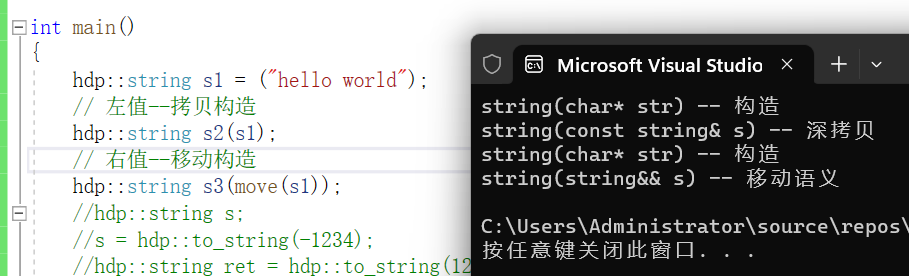 int main()
{
hdp::string s1 = ("hello world");
// 左值--拷贝构造
hdp::string s2(s1);
// 右值--移动构造
hdp::string s3(move(s1));
//hdp::string s;
//s = hdp::to_string(-1234);
//hdp::string ret = hdp::to_string(12
Microsoft Visual Studio
string(char* str) -- 构造
string(const string& s) -- 深拷贝
string(char* str) -- 构造
string(string&& s) -- 移动语义
C:\Users\Administrator\source\repos\
按任意键关闭此窗口. . .